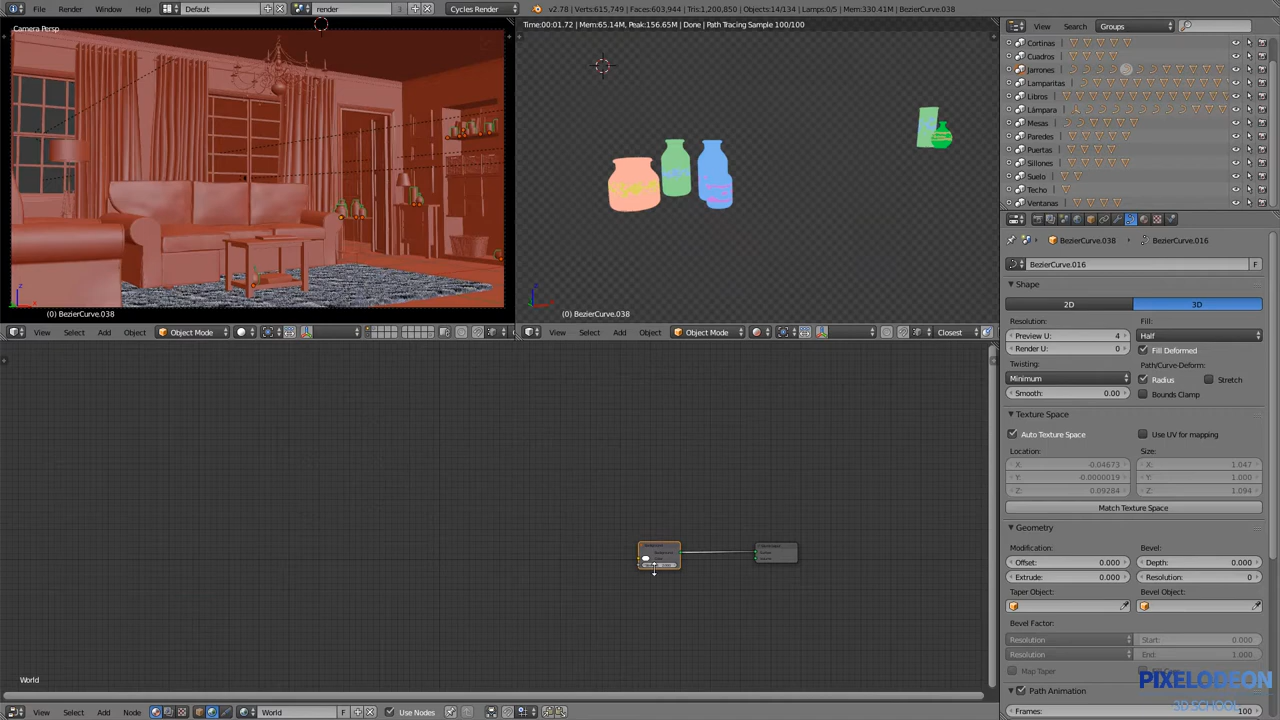 File Render Window Help Default render Cycles Render v2.78 | Verts:615,749 | Faces:603,944 | Tris:1,200,850 | Objects:14/134 | Lamps:0/5 | Mem:330.41M | BezierCurve.038
Camera Persp
Time:00:01.72 | Mem:65.14M, Peak:156.65M | Done | Path Tracing Sample 100/100
View Search Groups
Cortinas
Cuadros
Jarrones
Lamparitas
Libros
Lámpara
Mesas
Paredes
Puertas
Sillones
Suelo
Techo
Ventanas
(0) BezierCurve.038
(0) BezierCurve.038
View Select Add Object Object Mode
View Select Add Object Object Mode Closest
BezierCurve.038 BezierCurve.016
BezierCurve.016 F
Shape
2D 3D
Resolution: Fill:
Preview U: 4 Half
Render U: 0 Fill Deformed
Twisting: Path/Curve-Deform:
Minimum Radius Stretch
Smooth: 0.00 Bounds Clamp
Texture Space
Auto Texture Space Use UV for mapping
Location: Size:
X -0.04673 X: 1.047
Y: -0.0000019 Y: 1.000
Z: 0.09284 Z: 1.094
Match Texture Space
Geometry
Modification: Bevel:
Offset: 0.000 Depth: 0.000
Extrude: 0.000 Resolution: 0
Taper Object: Bevel Object:
Bevel Factor:
Resolution Start: 0.000
Resolution End: 1.000
Map Taper
Path Animation
Frames: 100
PIXELODEON
3D SCHOOL
World
View Select Add Node World F Use Nodes